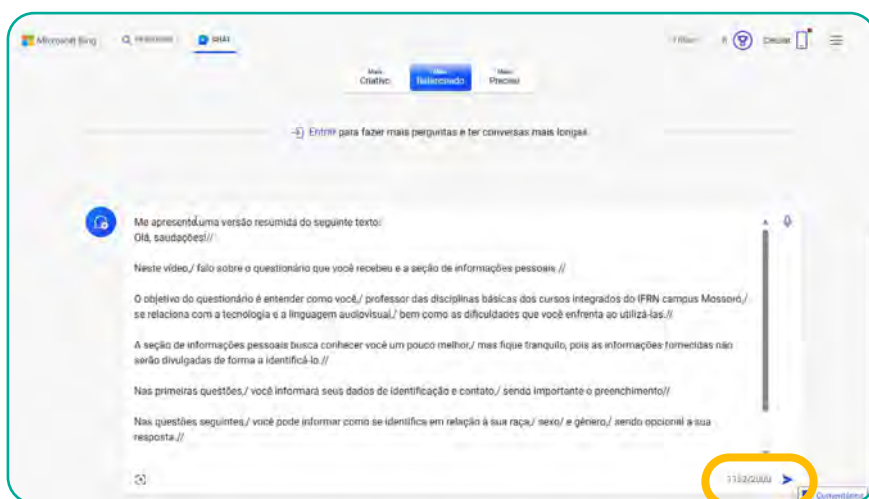 Microsoft Bing
CHAT
Celular
Mais Criativo
Mais Balanceado
Mais Preciso
Entrar para fazer mais perguntas e ter conversas mais longas.
Me apresente uma versão resumida do seguinte texto:
Olá, saudações!//
Neste vídeo,/ falo sobre o questionário que você recebeu e a seção de informações pessoais.//
O objetivo do questionário é entender como você,/ professor das disciplinas básicas dos cursos integrados do IFRN campus Mossoró,/
se relaciona com a tecnologia e a linguagem audiovisual,/ bem como as dificuldades que você enfrenta ao utilizá-las.//
A seção de informações pessoais busca conhecer você um pouco melhor,/ mas fique tranquilo, pois as informações fornecidas não
serão divulgadas de forma a identificá-lo.//
Nas primeiras questões,/ você informará seus dados de identificação e contato,/ sendo importante o preenchimento//
Nas questões seguintes,/ você pode informar como se identifica em relação à sua raça,/ sexo/ e gênero,/ sendo opcional a sua
resposta.//
/2000
Comentários